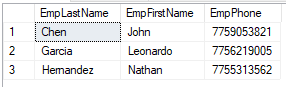 EmpLastName EmpFirstName EmpPhone
1 Chen John 7759053821
2 Garcia Leonardo 7756219005
3 Hernandez Nathan 7755313562